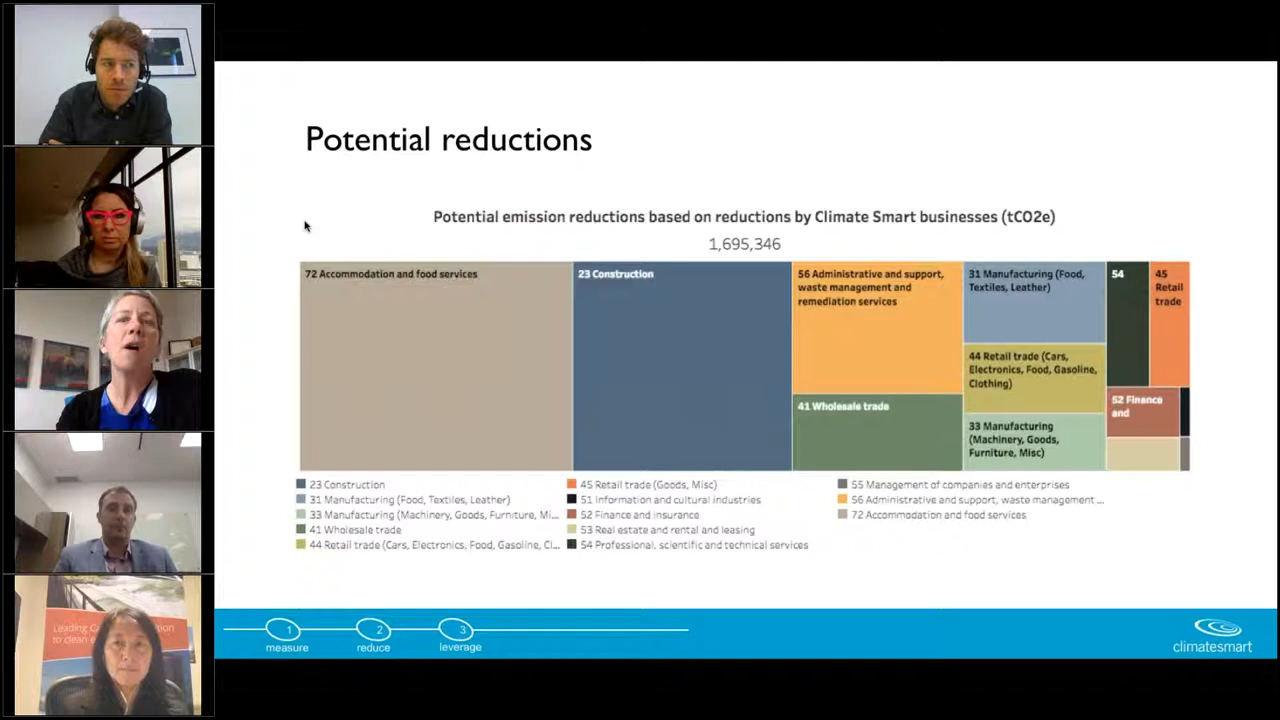 Potential reductions
Potential emission reductions based on reductions by Climate Smart businesses (tCO2e)
1,695,346
72 Accommodation and food services
23 Construction
56 Administrative and support,
waste management and
remediation services
41 Wholesale trade
31 Manufacturing (Food,
Textiles, Leather)
44 Retail trade (Cars,
Electronics, Food, Gasoline,
Clothing)
33 Manufacturing
(Machinery, Goods,
Furniture, Misc)
54
45
Retail
trade
52 Finance
and
23 Construction
31 Manufacturing (Food, Textiles, Leather)
33 Manufacturing (Machinery, Goods, Furniture, Mi...
41 Wholesale trade
44 Retail trade (Cars, Electronics, Food, Gasoline, Cl...
45 Retail trade (Goods, Misc)
51 Information and cultural industries
52 Finance and insurance
53 Real estate and rental and leasing
54 Professional, scientific and technical services
55 Management of companies and enterprises
56 Administrative and support, waste management ...
72 Accommodation and food services
1
measure
2
reduce
3
leverage
climatesmart
Leading
to clean